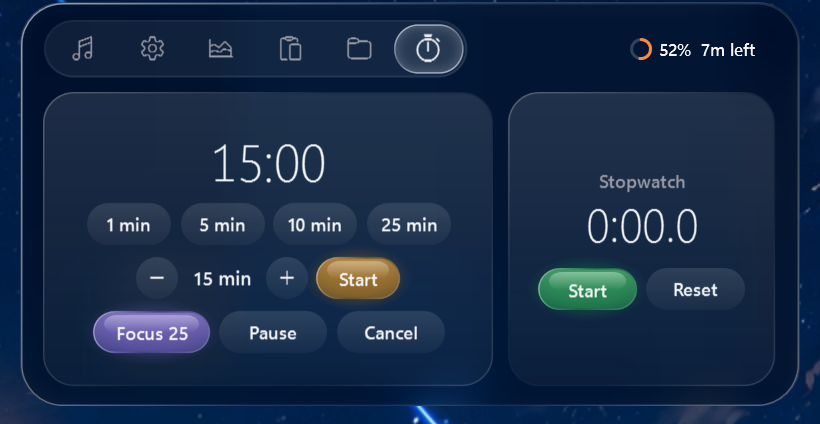 52% 7m left
15:00
1 min 5 min 10 min 25 min
− 15 min + Start
Focus 25 Pause Cancel
Stopwatch
0:00.0
Start Reset